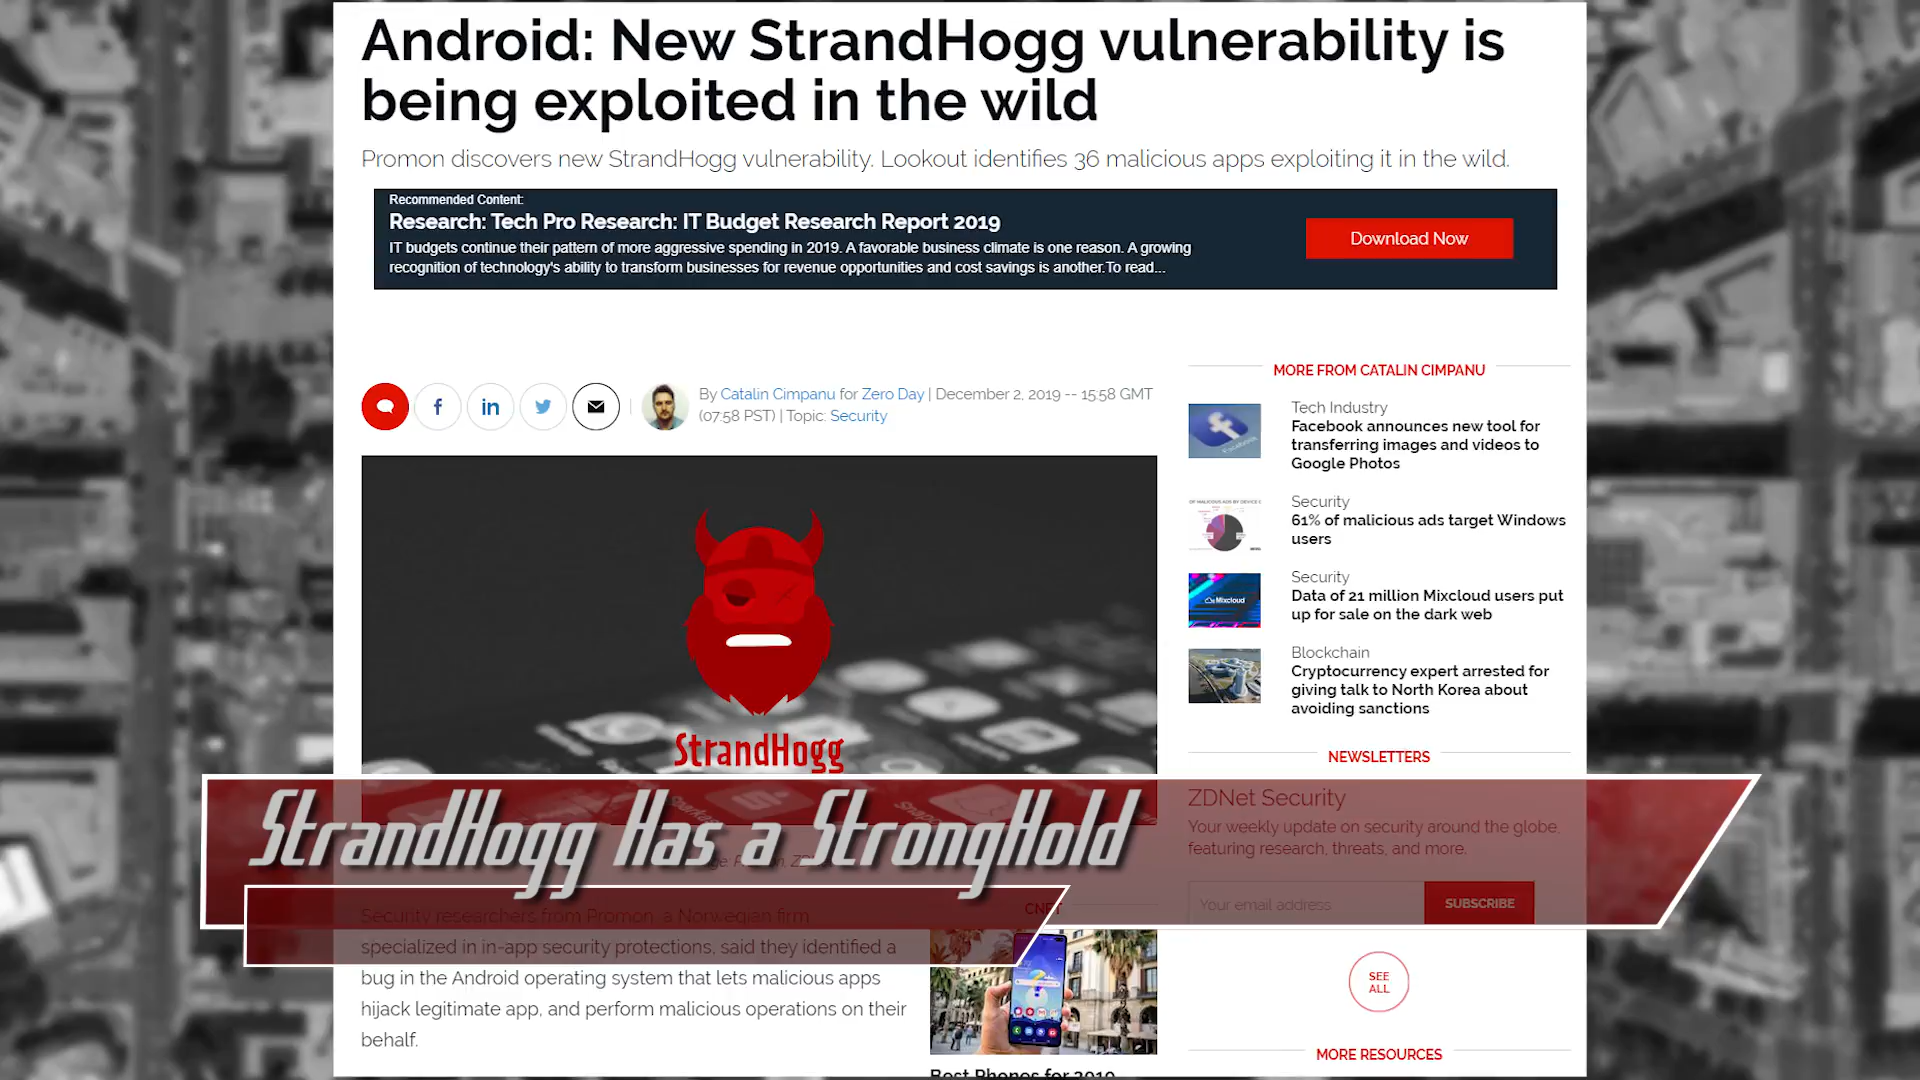 Android: New StrandHogg vulnerability is
being exploited in the wild
Promon discovers new StrandHogg vulnerability. Lookout identifies 36 malicious apps exploiting it in the wild.
Recommended Content:
Research: Tech Pro Research: IT Budget Research Report 2019
IT budgets continue their pattern of more aggressive spending in 2019. A favorable business climate is one reason. A growing
recognition of technology's ability to transform businesses for revenue opportunities and cost savings is another.To read...
Download Now
By Catalin Cimpanu for Zero Day | December 2, 2019 -- 15:58 GMT
(07:58 PST) | Topic: Security
StrandHogg
StrandHogg Has a StrongHold
Security researchers from Promon, a Norwegian firm
specialized in in-app security protections, said they identified a
bug in the Android operating system that lets malicious apps
hijack legitimate app, and perform malicious operations on their
behalf.
CNET
Best Phones for 2019
MORE FROM CATALIN CIMPANU
Tech Industry
Facebook announces new tool for
transferring images and videos to
Google Photos
Security
61% of malicious ads target Windows
users
Mixcloud
Security
Data of 21 million Mixcloud users put
up for sale on the dark web
Blockchain
Cryptocurrency expert arrested for
giving talk to North Korea about
avoiding sanctions
NEWSLETTERS
ZDNet Security
Your weekly update on security around the globe,
featuring research, threats, and more.
Your email address
SUBSCRIBE
SEE
ALL
MORE RESOURCES